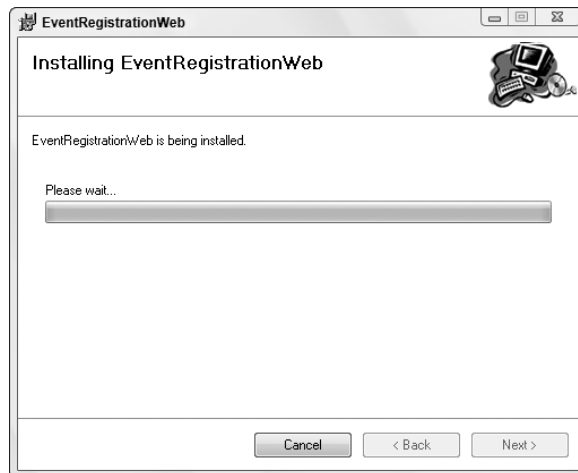 EventRegistrationWeb
Installing EventRegistrationWeb
EventRegistrationWeb is being installed.
Please wait...
Cancel
< Back
Next >